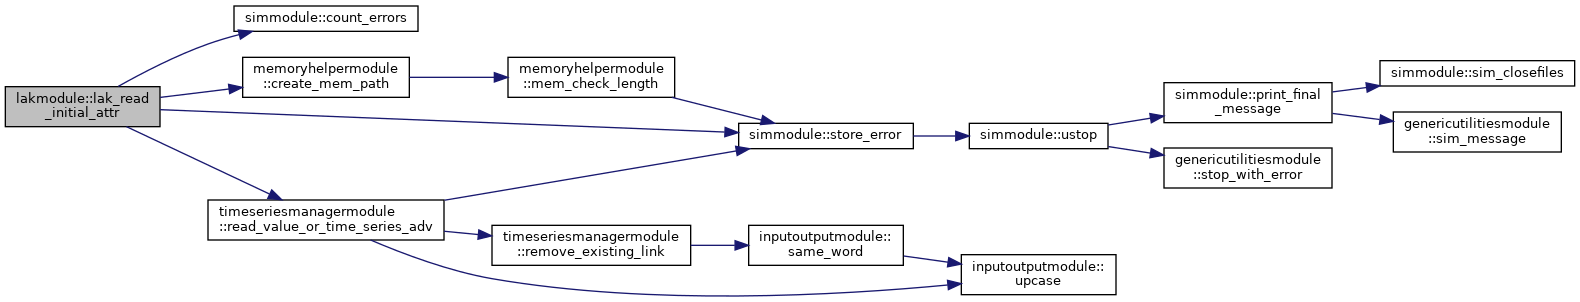 simmodule::count_errors
memoryhelpermodule
::create_mem_path
memoryhelpermodule
::mem_check_length
lakmodule::lak_read
_initial_attr
simmodule::store_error
simmodule::ustop
simmodule::print_final
_message
simmodule::sim_closefiles
genericutilitiesmodule
::sim_message
genericutilitiesmodule
::stop_with_error
timeseriesmanagermodule
::read_value_or_time_series_adv
timeseriesmanagermodule
::remove_existing_link
inputoutputmodule::
same_word
inputoutputmodule::
upcase